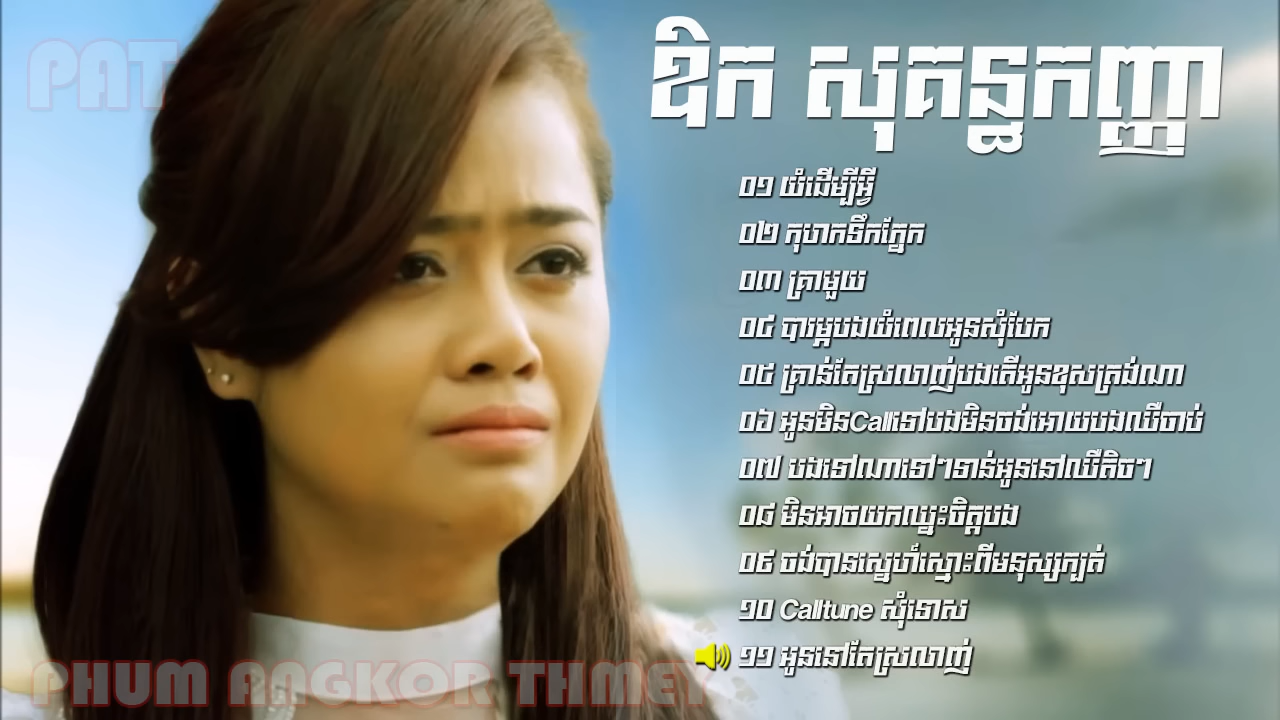 PAT
ឱក សុគន្ធកញ្ញា
០១ យំដើម្បីអ្វី
០២ កុហកទឹកភ្នែក
០៣ គ្រាមួយ
០៤ បារម្ភបងយំពេលអូនសុំបែក
០៥ គ្រាន់តែស្រលាញ់បងតើអូនខុសត្រង់ណា
០៦ អូនមិនCallទៅបងមិនចង់អោយបងឈឺចាប់
០៧ បងទៅណាទៅៗទាន់អូននៅឈឺតិចៗ
០៨ មិនអាចយកឈ្នះចិត្តបង
០៩ ចង់បានស្នេហ៍ស្មោះពីមនុស្សក្បត់
១០ Calltune សុំទោស
១១ អូននៅតែស្រលាញ់
PHUM ANGKOR THMEY